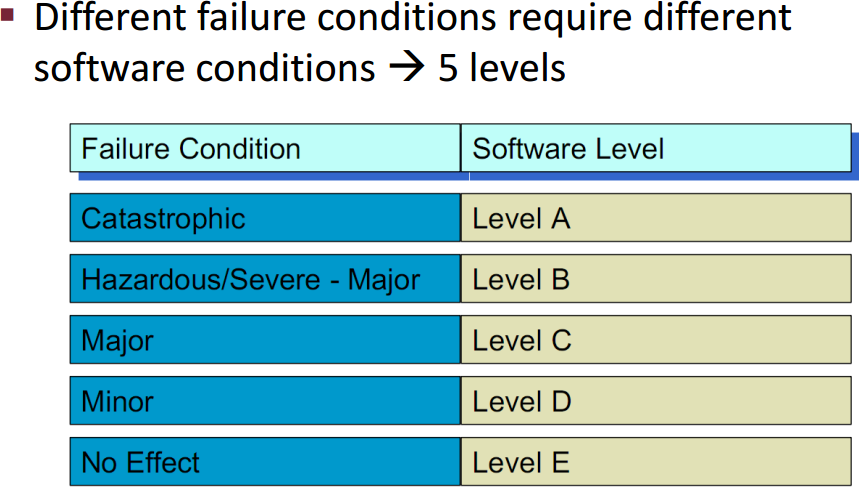 ▪ Different failure conditions require different
software conditions → 5 levels
Failure Condition Software Level
Catastrophic Level A
Hazardous/Severe - Major Level B
Major Level C
Minor Level D
No Effect Level E